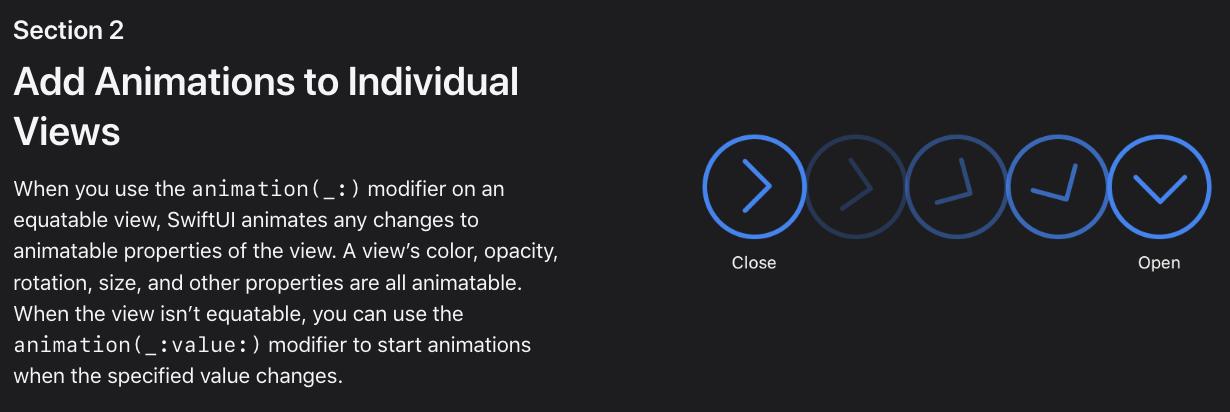 Section 2
Add Animations to Individual
Views
When you use the animation(_:) modifier on an
equatable view, SwiftUI animates any changes to
animatable properties of the view. A view’s color, opacity,
rotation, size, and other properties are all animatable.
When the view isn’t equatable, you can use the
animation(_:value:) modifier to start animations
when the specified value changes.
Close
Open